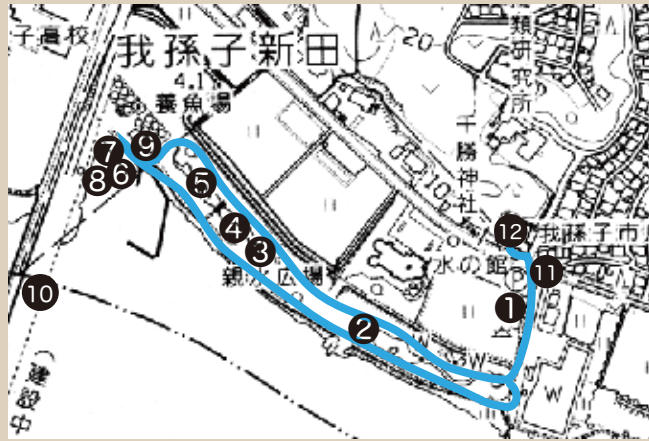 子高校
我孫子新田
4.1
養魚場
20
類研究所
千勝神社
10
⑦
⑨
⑧
⑥
⑤
④
③
親水広場
水の館
P
⑫
我孫子市
⑪
①
②
W
W
W
⑩
(建設中